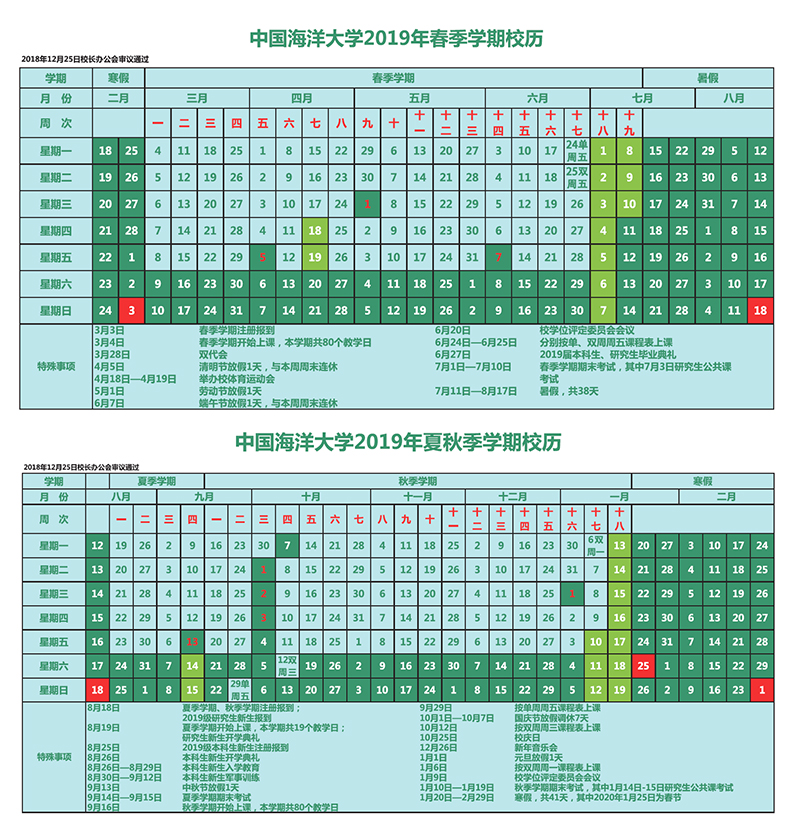 中国海洋大学2019年春季学期校历
2018年12月25日校长办公会审议通过
学期 寒假 春季学期 暑假
月 份 二月 三月 四月 五月 六月 七月 八月
周 次 一 二 三 四 五 六 七 八 九 十 十一 十二 十三 十四 十五 十六 十七 十八 十九
星期一 18 25 4 11 18 25 1 8 15 22 29 6 13 20 27 3 10 17 24单周五 1 8 15 22 29 5 12
星期二 19 26 5 12 19 26 2 9 16 23 30 7 14 21 28 4 11 18 25双周五 2 9 16 23 30 6 13
星期三 20 27 6 13 20 27 3 10 17 24 1 8 15 22 29 5 12 19 26 3 10 17 24 31 7 14
星期四 21 28 7 14 21 28 4 11 18 25 2 9 16 23 30 6 13 20 27 4 11 18 25 1 8 15
星期五 22 1 8 15 22 29 5 12 19 26 3 10 17 24 31 7 14 21 28 5 12 19 26 2 9 16
星期六 23 2 9 16 23 30 6 13 20 27 4 11 18 25 1 8 15 22 29 6 13 20 27 3 10 17
星期日 24 3 10 17 24 31 7 14 21 28 5 12 19 26 2 9 16 23 30 7 14 21 28 4 11 18
特殊事项
3月3日 春季学期注册报到
3月4日 春季学期开始上课，本学期共80个教学日
3月28日 双代会
4月5日 清明节放假1天，与本周周末连休
4月18日—4月19日 举办校体育运动会
5月1日 劳动节放假1天
6月7日 端午节放假1天，与本周周末连休
6月20日 校学位评定委员会会议
6月24日—6月25日 分别按单、双周周五课程表上课
6月27日 2019届本科生、研究生毕业典礼
7月1日—7月10日 春季学期期末考试，其中7月3日研究生公共课
考试
7月11日—8月17日 暑假，共38天
中国海洋大学2019年夏秋季学期校历
2018年12月25日校长办公会审议通过
学期 夏季学期 秋季学期 寒假
月 份 八月 九月 十月 十一月 十二月 一月 二月
周 次 一 二 三 四 一 二 三 四 五 六 七 八 九 十 十一 十二 十三 十四 十五 十六 十七 十八
星期一 12 19 26 2 9 16 23 30 7 14 21 28 4 11 18 25 2 9 16 23 30 6双周一 13 20 27 3 10 17 24
星期二 13 20 27 3 10 17 24 1 8 15 22 29 5 12 19 26 3 10 17 24 31 7 14 21 28 4 11 18 25
星期三 14 21 28 4 11 18 25 2 9 16 23 30 6 13 20 27 4 11 18 25 1 8 15 22 29 5 12 19 26
星期四 15 22 29 5 12 19 26 3 10 17 24 31 7 14 21 28 5 12 19 26 2 9 16 23 30 6 13 20 27
星期五 16 23 30 6 13 20 27 4 11 18 25 1 8 15 22 29 6 13 20 27 3 10 17 24 31 7 14 21 28
星期六 17 24 31 7 14 21 28 5 12双周三 19 26 2 9 16 23 30 7 14 21 28 4 11 18 25 1 8 15 22 29
星期日 18 25 1 8 15 22 29单周五 6 13 20 27 3 10 17 24 1 8 15 22 29 5 12 19 26 2 9 16 23 1
特殊事项
8月18日 夏季学期、秋季学期注册报到；
2019级研究生新生报到
8月19日 夏季学期开始上课，本学期共19个教学日；
研究生新生开学典礼
8月25日 2019级本科生新生注册报到
8月26日 本科生新生开学典礼
8月26日—8月29日 本科生新生入学教育
8月30日—9月12日 本科生新生军事训练
9月13日 中秋节放假1天
9月14日—9月15日 夏季学期期末考试
9月16日 秋季学期开始上课，本学期共80个教学日
9月29日 按单周周五课程表上课
10月1日—10月7日 国庆节放假调休7天
10月12日 按双周周三课程表上课
10月25日 校庆日
12月26日 新年音乐会
1月1日 元旦放假1天
1月6日 按双周周一课程表上课
1月9日 校学位评定委员会会议
1月10日—1月19日 秋季学期期末考试，其中1月14日-15日研究生公共课考试
1月20日—2月29日 寒假，共41天，其中2020年1月25日为春节